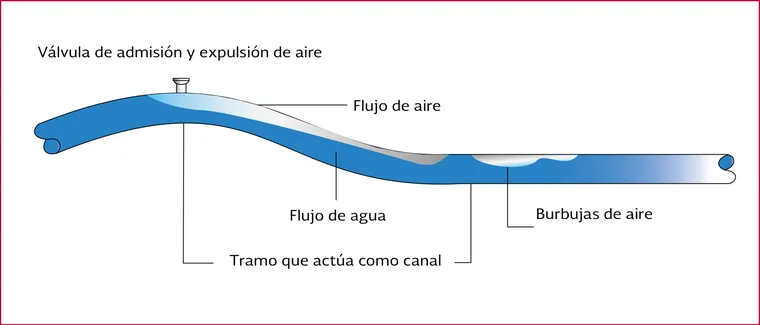 Válvula de admisión y expulsión de aire
Flujo de aire
Flujo de agua
Burbujas de aire
Tramo que actúa como canal